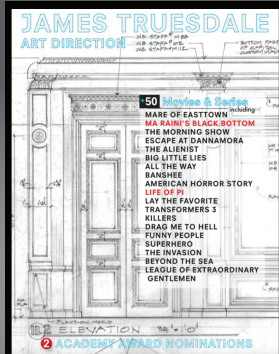 JAMES TRUESDALE
ART DIRECTION
+50 Movies & Series
including
MARE OF EASTTOWN
MA RAINI'S BLACK BOTTOM
THE MORNING SHOW
ESCAPE AT DANNAMORA
THE ALIENIST
BIG LITTLE LIES
ALL THE WAY
BANSHEE
AMERICAN HORROR STORY
LIFE OF PI
LAY THE FAVORITE
TRANSFORMERS 3
KILLERS
DRAG ME TO HELL
FUNNY PEOPLE
SUPERHERO
THE INVASION
BEYOND THE SEA
LEAGUE OF EXTRAORDINARY
GENTLEMEN
ELEVATION
2 ACADEMY AWARD NOMINATIONS